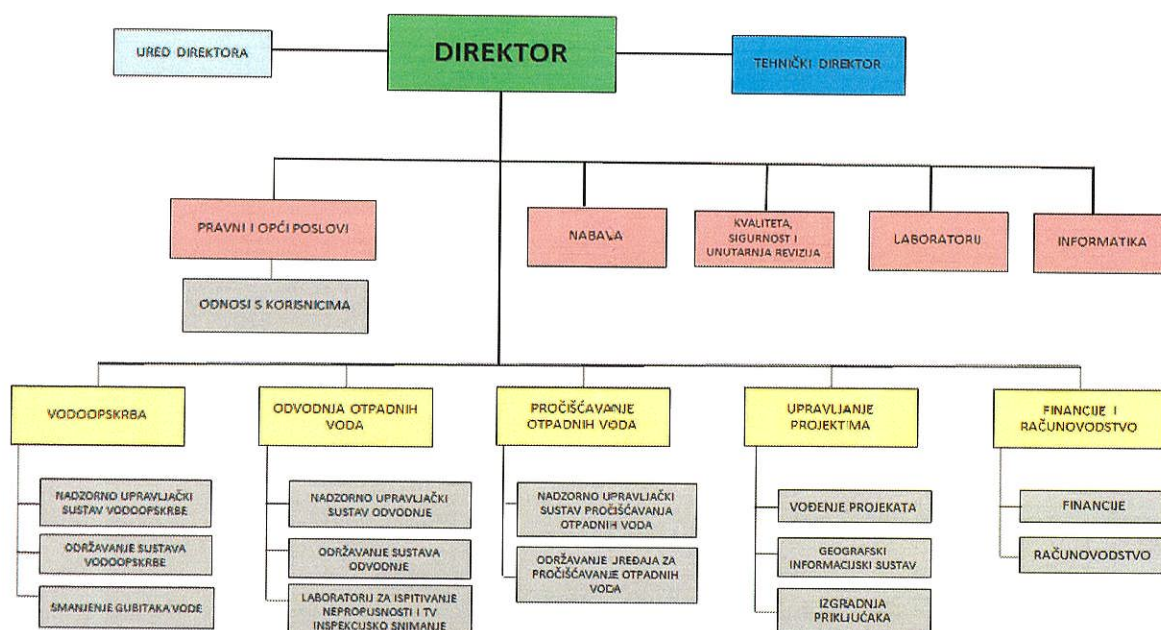 URED DIREKTORA
DIREKTOR
TEHNIČKI DIREKTOR
PRAVNI I OPĆI POSLOVI
NABAVA
KVALITETA,
SIGURNOST I
UNUTARNJA REVIZIJA
LABORATORIJ
INFORMATIKA
ODNOSI S KORISNICIMA
VODOOPSKRBA
ODVODNJA OTPADNIH
VODA
PROČIŠĆAVANJE
OTPADNIH VODA
UPRAVLJANJE
PROJEKTIMA
FINANCIJE I
RAČUNOVODSTVO
NADZORNO UPRAVLJAČKI
SUSTAV VODOOPSKRBE
NADZORNO UPRAVLJAČKI
SUSTAV ODVODNJE
NADZORNO UPRAVLJAČKI
SUSTAV PROČIŠĆAVANJA
OTPADNIH VODA
VOĐENJE PROJEKATA
FINANCIJE
ODRŽAVANJE SUSTAVA
VODOOPSKRBE
ODRŽAVANJE SUSTAVA
ODVODNJE
ODRŽAVANJE UREĐAJA ZA
PROČIŠĆAVANJE OTPADNIH
VODA
GEOGRAFSKI
INFORMACIJSKI SUSTAV
RAČUNOVODSTVO
SMANJENJE GUBITAKA VODE
LABORATORIJ ZA ISPITIVANJE
NEPROPUSNOSTI I TV
INSPEKCIJSKO SNIMANJE
IZGRADNJA
PRIKLJUČAKA